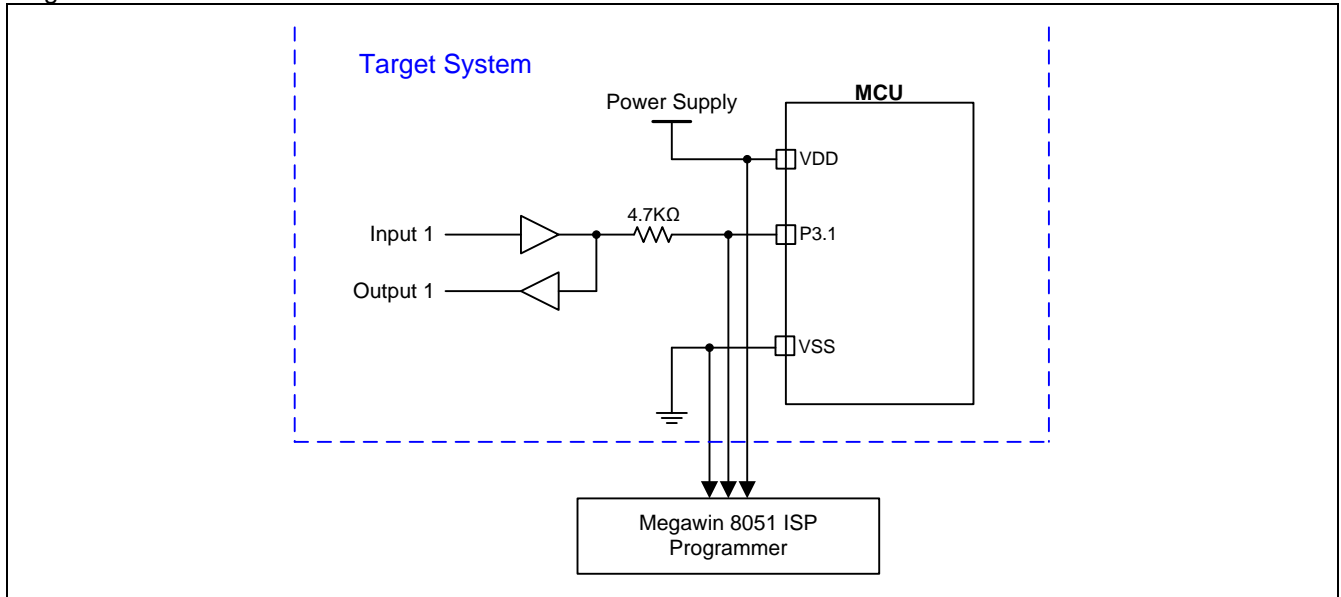 Target System
Power Supply
MCU
VDD
4.7KΩ
Input 1
P3.1
Output 1
VSS
Megawin 8051 ISP
Programmer